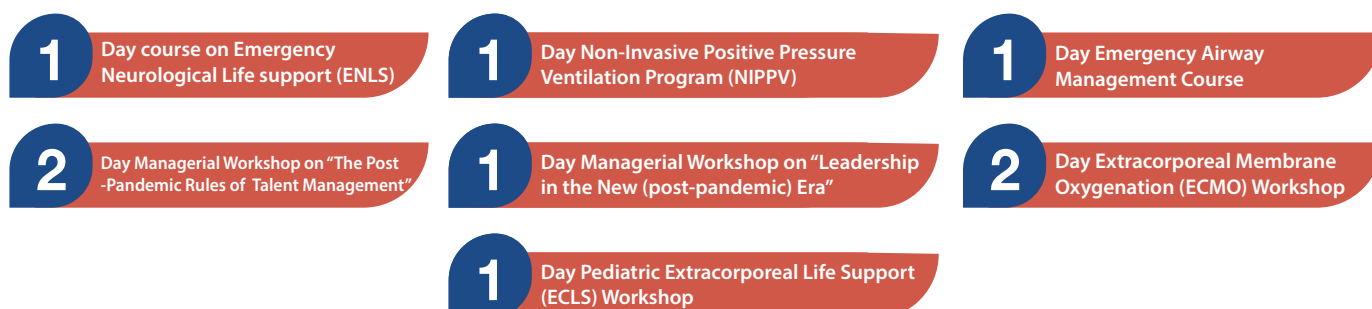 1
Day course on Emergency
Neurological Life support (ENLS)
1
Day Non-Invasive Positive Pressure
Ventilation Program (NIPPV)
1
Day Emergency Airway
Management Course
2
Day Managerial Workshop on “The Post
-Pandemic Rules of Talent Management”
1
Day Managerial Workshop on “Leadership
in the New (post-pandemic) Era”
2
Day Extracorporeal Membrane
Oxygenation (ECMO) Workshop
1
Day Pediatric Extracorporeal Life Support
(ECLS) Workshop